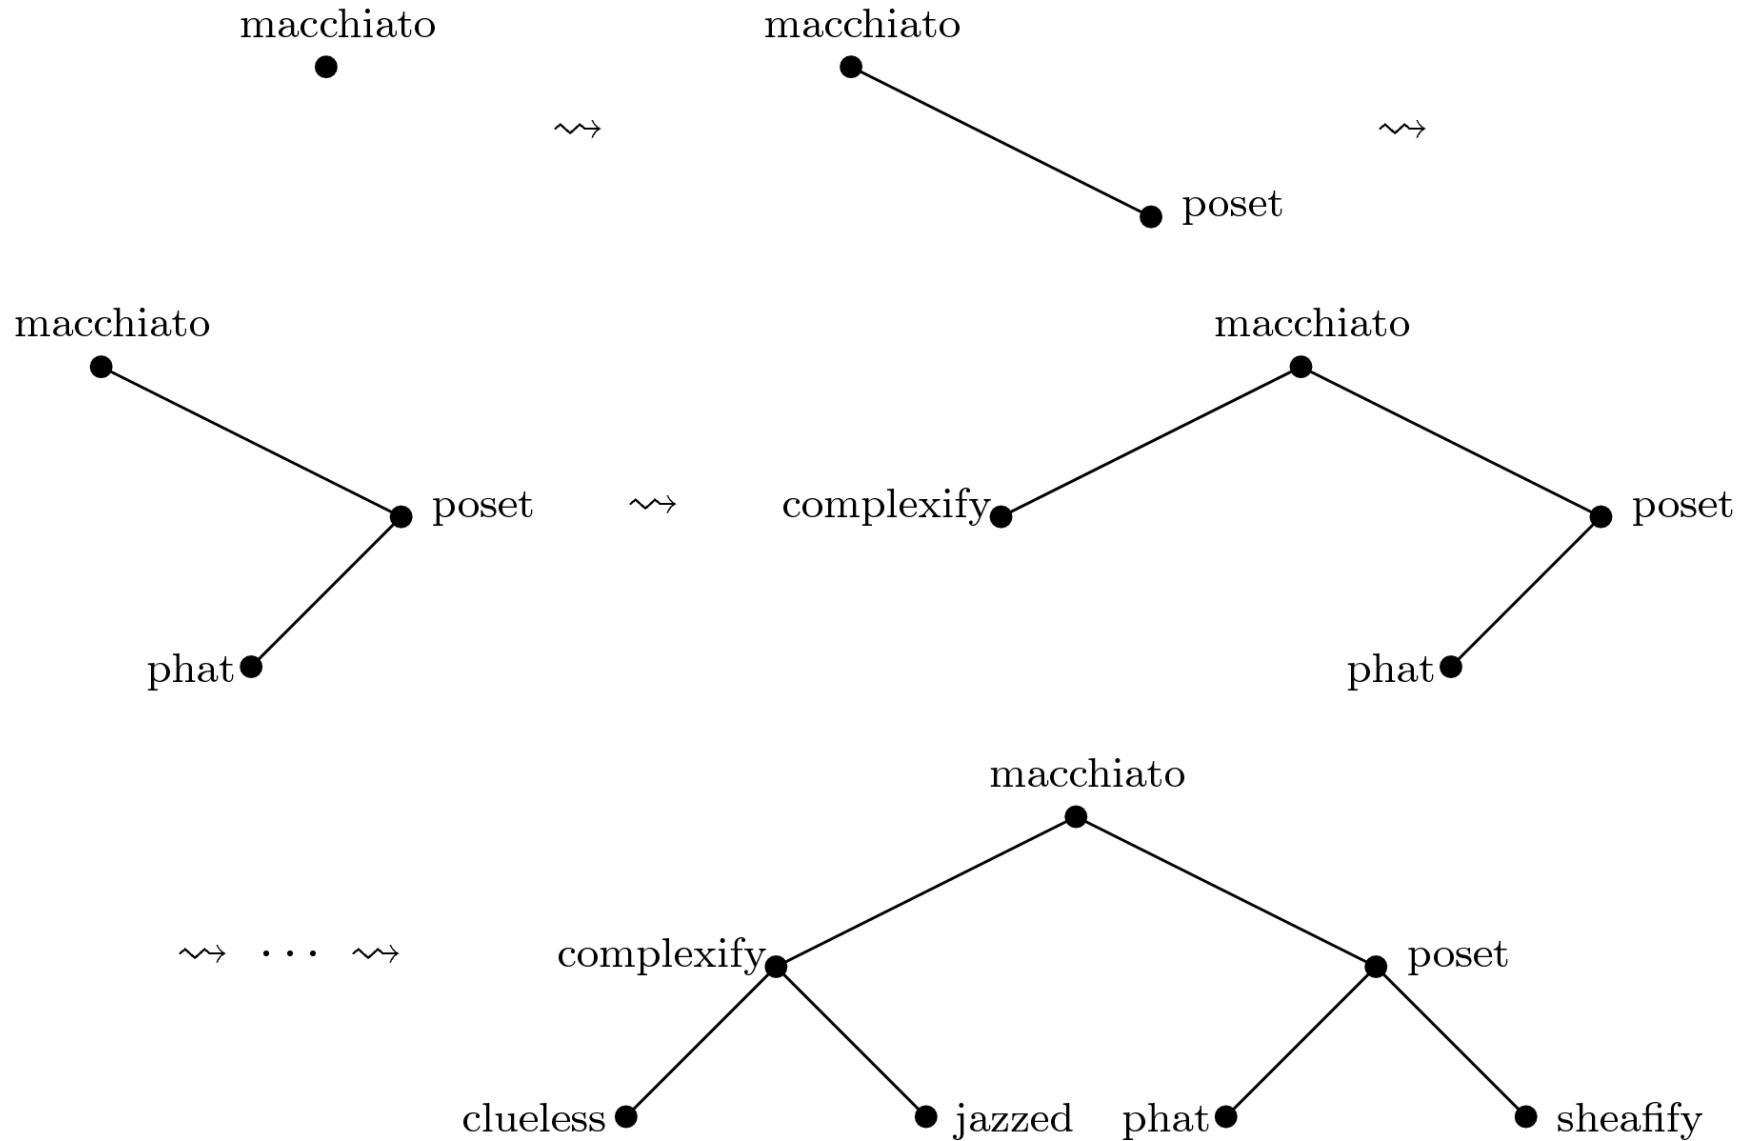 macchiato macchiato
poset
macchiato macchiato
poset complexify poset
phat phat
macchiato
complexify poset
clueless jazzed phat sheafify